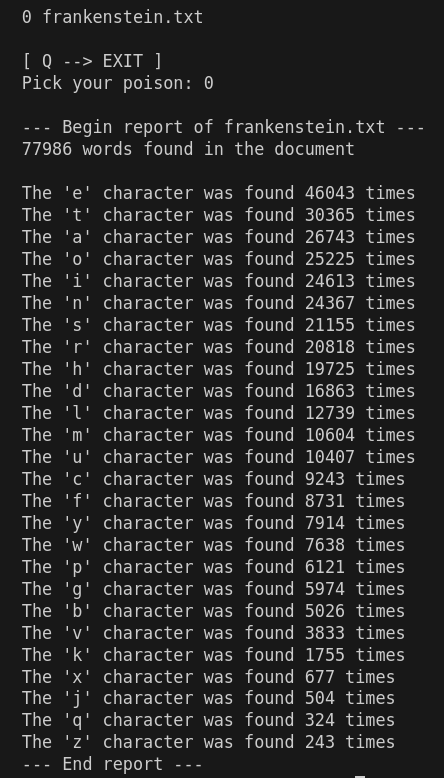 0 frankenstein.txt
[ Q --> EXIT ]
Pick your poison: 0
--- Begin report of frankenstein.txt ---
77986 words found in the document
The 'e' character was found 46043 times
The 't' character was found 30365 times
The 'a' character was found 26743 times
The 'o' character was found 25225 times
The 'i' character was found 24613 times
The 'n' character was found 24367 times
The 's' character was found 21155 times
The 'r' character was found 20818 times
The 'h' character was found 19725 times
The 'd' character was found 16863 times
The 'l' character was found 12739 times
The 'm' character was found 10604 times
The 'u' character was found 10407 times
The 'c' character was found 9243 times
The 'f' character was found 8731 times
The 'y' character was found 7914 times
The 'w' character was found 7638 times
The 'p' character was found 6121 times
The 'g' character was found 5974 times
The 'b' character was found 5026 times
The 'v' character was found 3833 times
The 'k' character was found 1755 times
The 'x' character was found 677 times
The 'j' character was found 504 times
The 'q' character was found 324 times
The 'z' character was found 243 times
--- End report ---